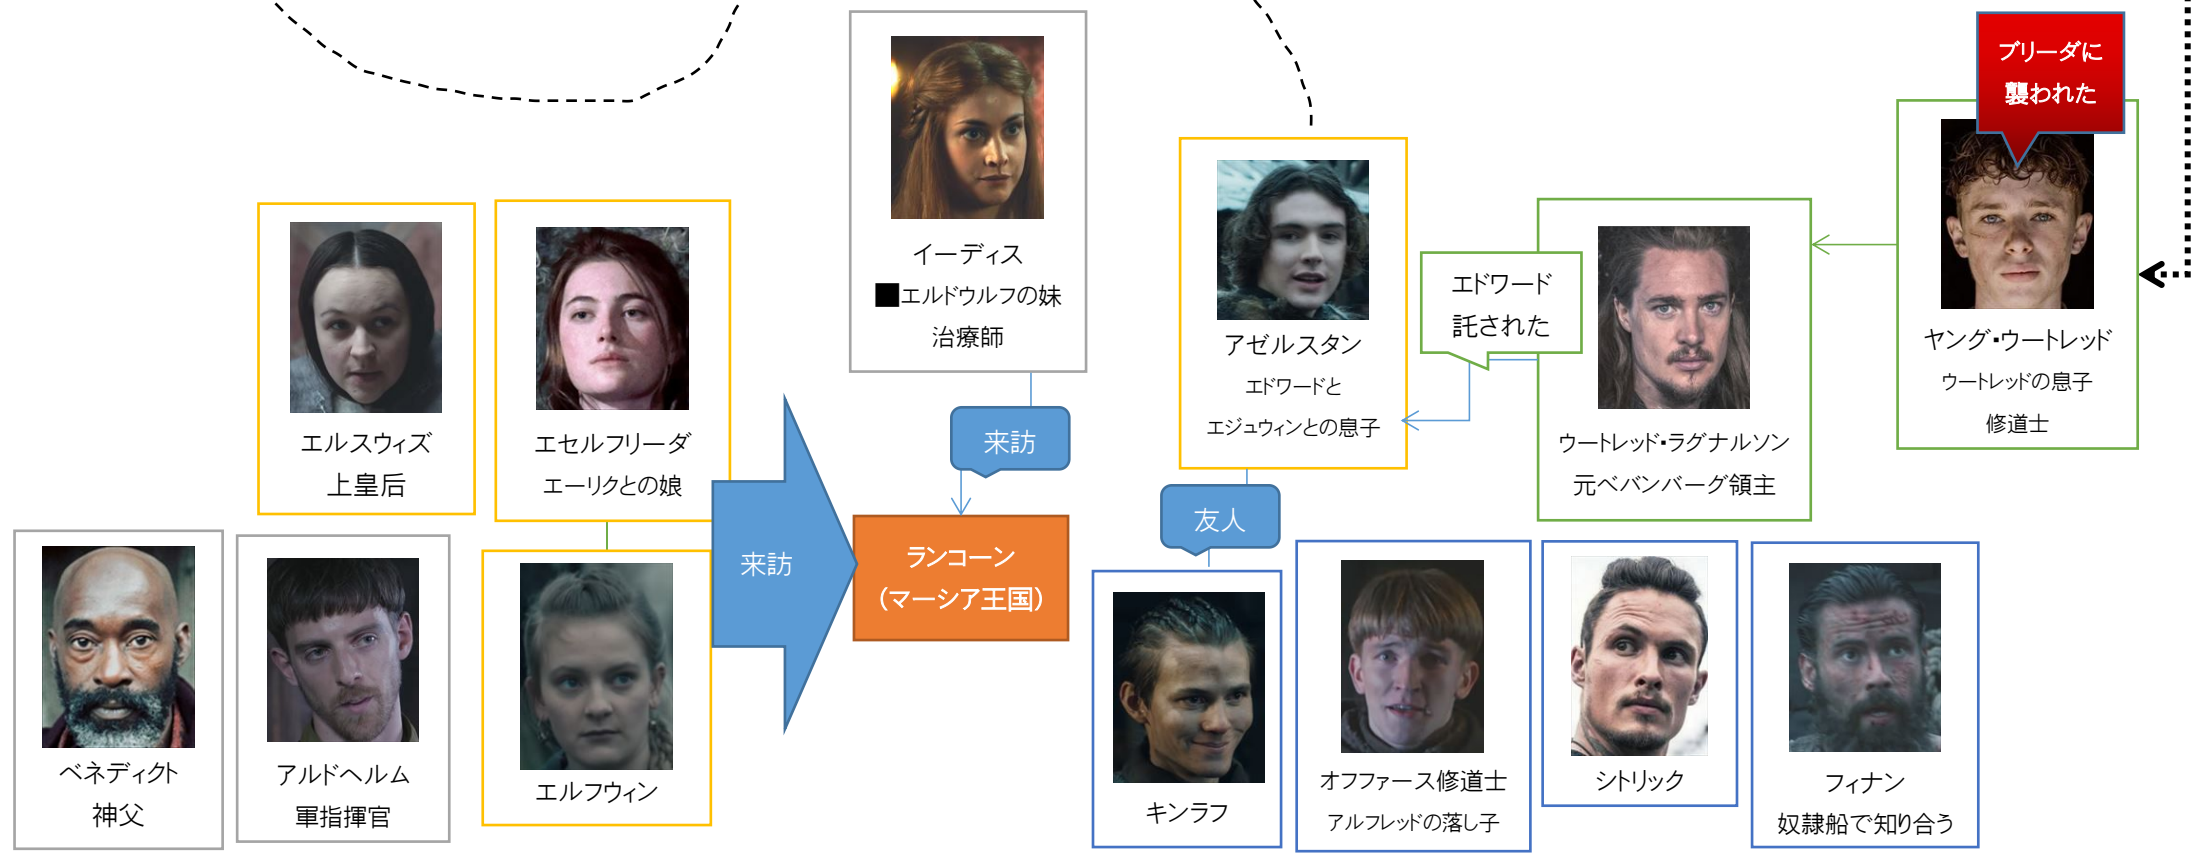 ブリーダに
襲われた
イーディス
■エルドウルフの妹
治療師
エドワード
託された
アゼルスタン
エドワードと
エジュウィンとの息子
ヤング・ウートレッド
ウートレッドの息子
修道士
エルスウィズ
上皇后
エセルフリーダ
エーリクとの娘
来訪
ウートレッド・ラグナルソン
元ベバンバーグ領主
友人
来訪
ランコーン
（マーシア王国）
ベネディクト
神父
アルドヘルム
軍指揮官
エルフウィン
キンラフ
オフファース修道士
アルフレッドの落し子
シトリック
フィナン
奴隷船で知り合う